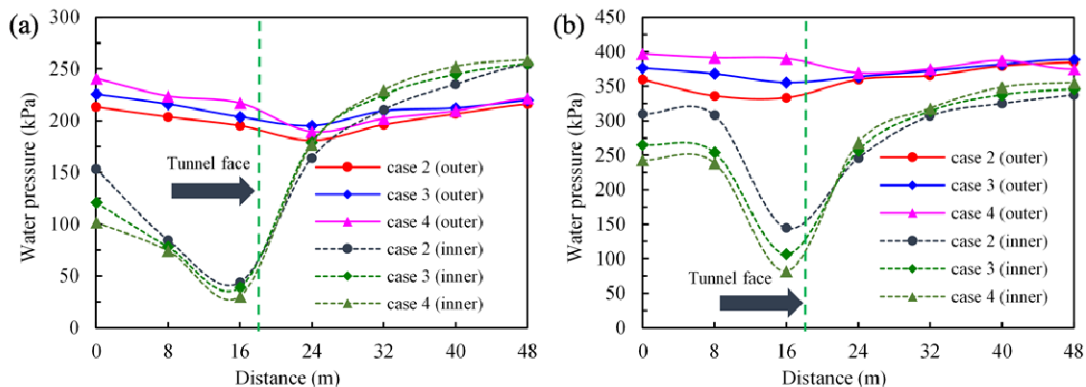 (a)
300
250
200
150
100
50
0
Water pressure (kPa)
Tunnel face
case 2 (outer)
case 3 (outer)
case 4 (outer)
case 2 (inner)
case 3 (inner)
case 4 (inner)
0 8 16 24 32 40 48
Distance (m)
(b)
450
400
350
300
250
200
150
100
50
0
Water pressure (kPa)
case 2 (outer)
case 3 (outer)
case 4 (outer)
case 2 (inner)
case 3 (inner)
case 4 (inner)
Tunnel face
0 8 16 24 32 40 48
Distance (m)